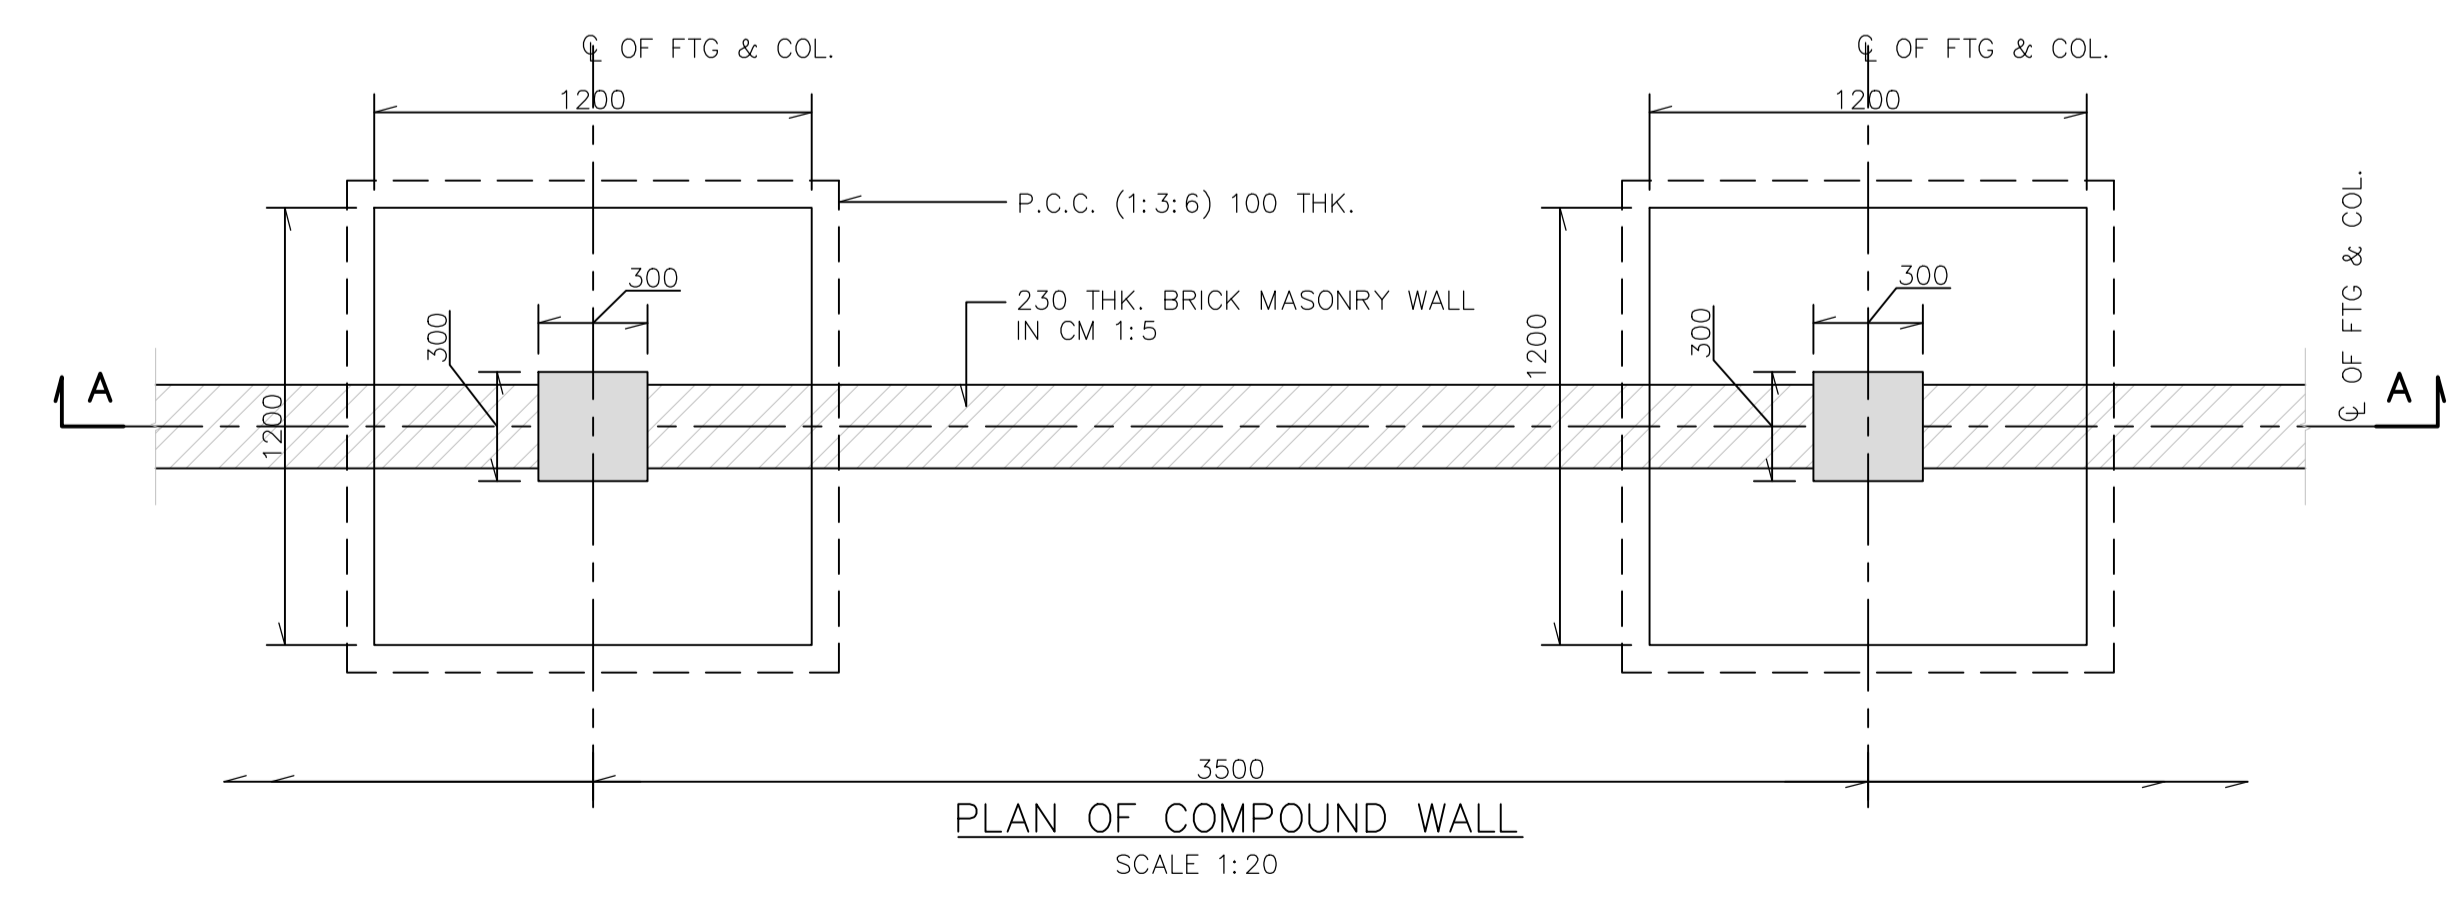 ℄ OF FTG & COL.
℄ OF FTG & COL.
1200
1200
P.C.C. (1:3:6) 100 THK.
℄ OF FTG & COL.
300
300
230 THK. BRICK MASONRY WALL
IN CM 1:5
300
1200
300
A
1200
A
3500
PLAN OF COMPOUND WALL
SCALE 1:20